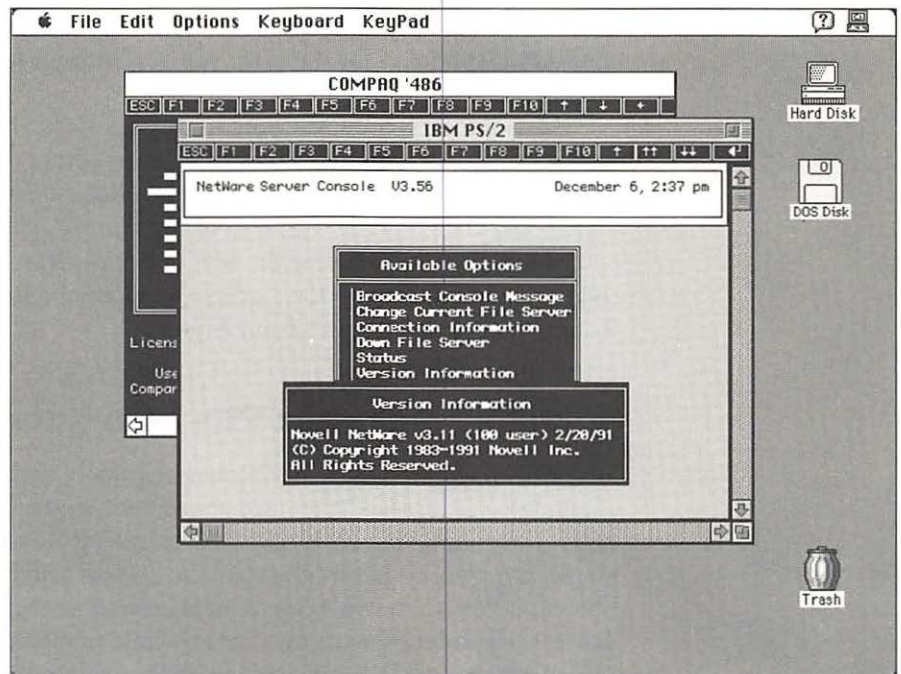 File Edit Options Keyboard KeyPad
COMPAQ '486
ESC F1 F2 F3 F4 F5 F6 F7 F8 F9 F10 ↑ ↓ ←
Hard Disk
IBM PS/2
ESC F1 F2 F3 F4 F5 F6 F7 F8 F9 F10 ↑ ↑↑ ↓↓ ↵
NetWare Server Console V3.56 December 6, 2:37 pm
DOS Disk
Available Options
Broadcast Console Message
Change Current File Server
Connection Information
Down File Server
Status
Version Information
Licens
Use
Compan
Version Information
Novell NetWare v3.11 (100 user) 2/20/91
(C) Copyright 1983-1991 Novell Inc.
All Rights Reserved.
Trash